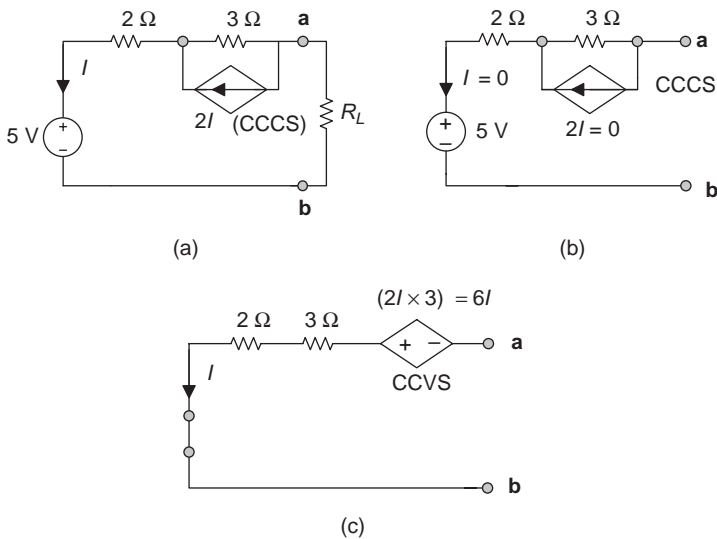 2 Ω
3 Ω
a
I
2I
(CCCS)
R_L
5 V
+
−
b
(a)
2 Ω
3 Ω
a
I = 0
CCCS
2I = 0
+
−
5 V
b
(b)
(2I × 3) = 6I
2 Ω
3 Ω
+ −
a
I
CCVS
b
(c)